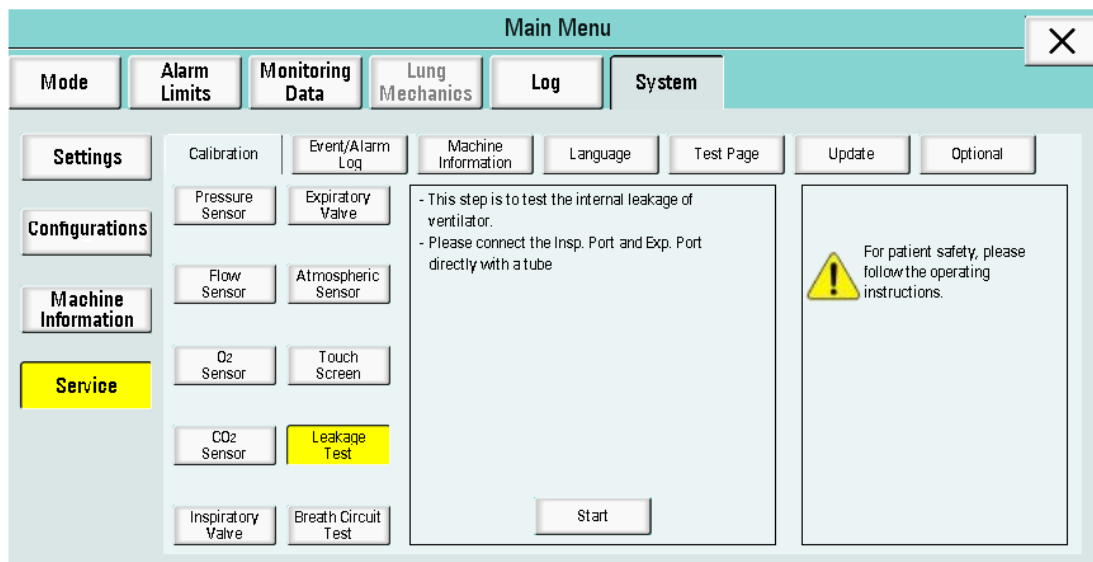 Main Menu
Mode
Alarm
Limits
Monitoring
Data
Lung
Mechanics
Log
System
Settings
Configurations
Machine
Information
Service
Calibration
Event/Alarm
Log
Machine
Information
Language
Test Page
Update
Optional
Pressure
Sensor
Expiratory
Valve
Flow
Sensor
Atmospheric
Sensor
O2
Sensor
Touch
Screen
CO2
Sensor
Leakage
Test
Inspiratory
Valve
Breath Circuit
Test
- This step is to test the internal leakage of
ventilator.
- Please connect the Insp. Port and Exp. Port
directly with a tube
Start
For patient safety, please
follow the operating
instructions.